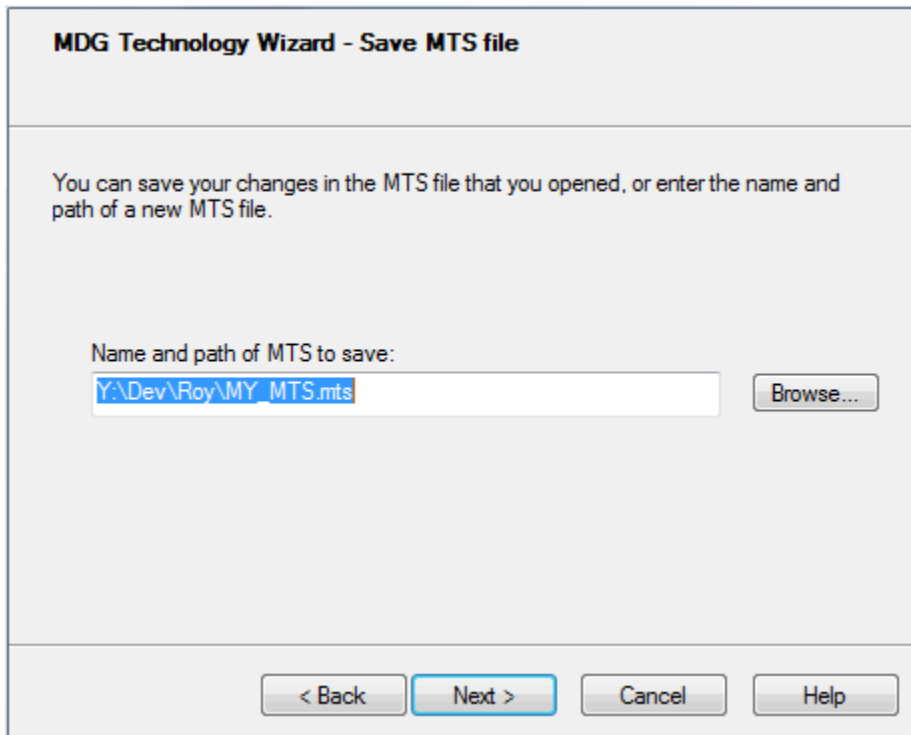 MDG Technology Wizard - Save MTS file
You can save your changes in the MTS file that you opened, or enter the name and
path of a new MTS file.
Name and path of MTS to save:
Y:\Dev\Roy\MY_MTS.mts
Browse...
< Back
Next >
Cancel
Help